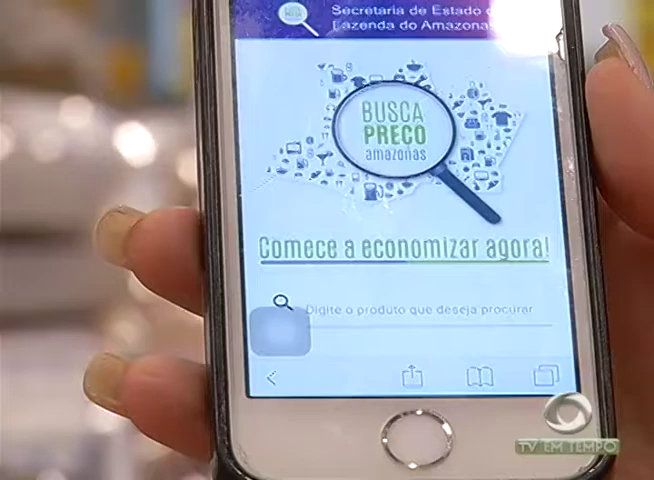 Secretaria de Estado
Fazenda do Amazonas
BUSCA
PREÇO
amazonas
Comece a economizar agora!
Digite o produto que deseja procurar
TV EM TEMPO